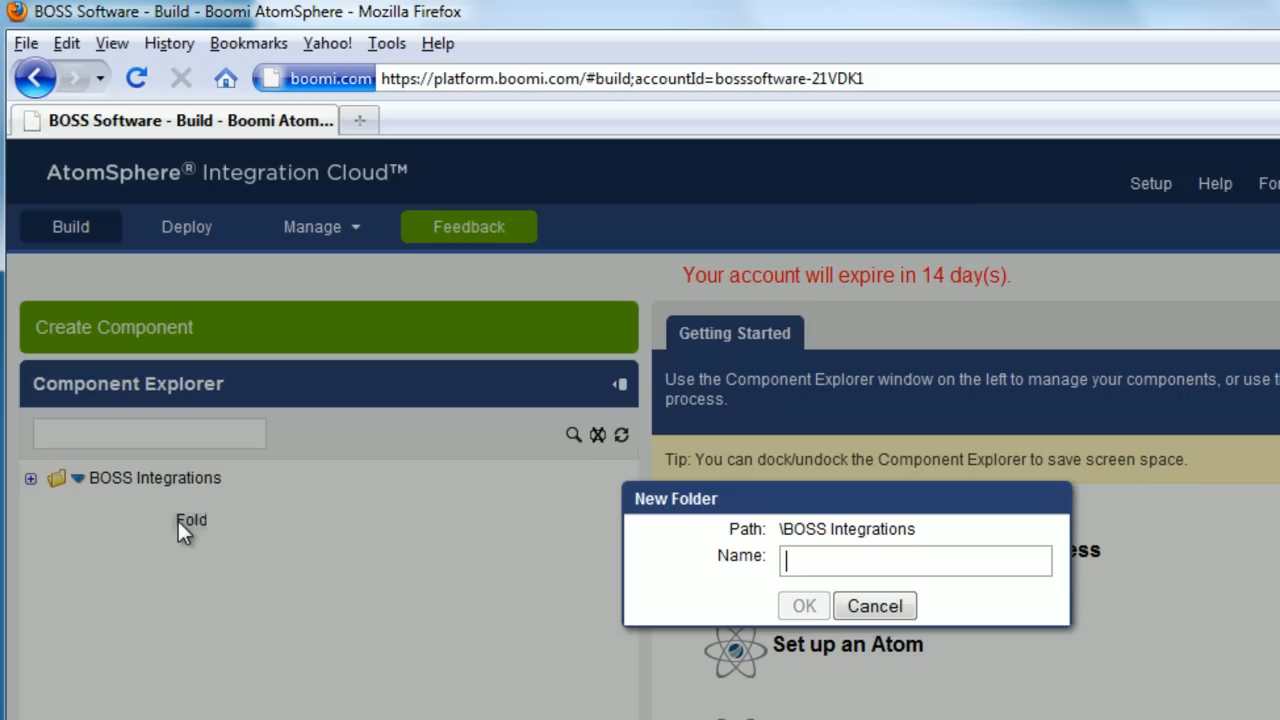 BOSS Software - Build - Boomi AtomSphere - Mozilla Firefox
File Edit View History Bookmarks Yahoo! Tools Help
boomi.com https://platform.boomi.com/#build;accountId=bosssoftware-21VDK1
BOSS Software - Build - Boomi Atom...
AtomSphere® Integration Cloud™
Setup Help
Build Deploy Manage Feedback
Your account will expire in 14 day(s).
Create Component
Getting Started
Component Explorer
Use the Component Explorer window on the left to manage your components, or use
process.
Tip: You can dock/undock the Component Explorer to save screen space.
BOSS Integrations
New Folder
Path: \BOSS Integrations
Name:
Fold
OK Cancel
Set up an Atom